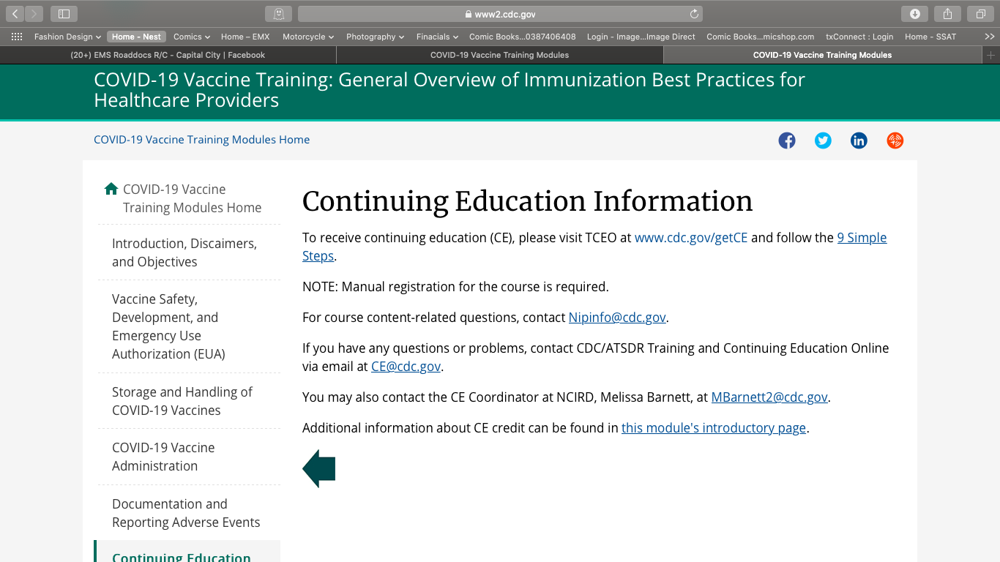 www2.cdc.gov
Fashion Design
Home - Nest
Comics
Home – EMX
Motorcycle
Photography
Finacials
Comic Books...0387406408
Login - Image...Image Direct
Comic Books...micshop.com
txConnect : Login
Home - SSAT
(20+) EMS Roaddocs R/C - Capital City | Facebook
COVID-19 Vaccine Training Modules
COVID-19 Vaccine Training Modules
COVID-19 Vaccine Training: General Overview of Immunization Best Practices for
Healthcare Providers
COVID-19 Vaccine Training Modules Home
COVID-19 Vaccine
Training Modules Home
Introduction, Discaimers,
and Objectives
Vaccine Safety,
Development, and
Emergency Use
Authorization (EUA)
Storage and Handling of
COVID-19 Vaccines
COVID-19 Vaccine
Administration
Documentation and
Reporting Adverse Events
Continuing Education
Continuing Education Information
To receive continuing education (CE), please visit TCEO at www.cdc.gov/getCE and follow the 9 Simple
Steps.
NOTE: Manual registration for the course is required.
For course content-related questions, contact Nipinfo@cdc.gov.
If you have any questions or problems, contact CDC/ATSDR Training and Continuing Education Online
via email at CE@cdc.gov.
You may also contact the CE Coordinator at NCIRD, Melissa Barnett, at MBarnett2@cdc.gov.
Additional information about CE credit can be found in this module's introductory page.